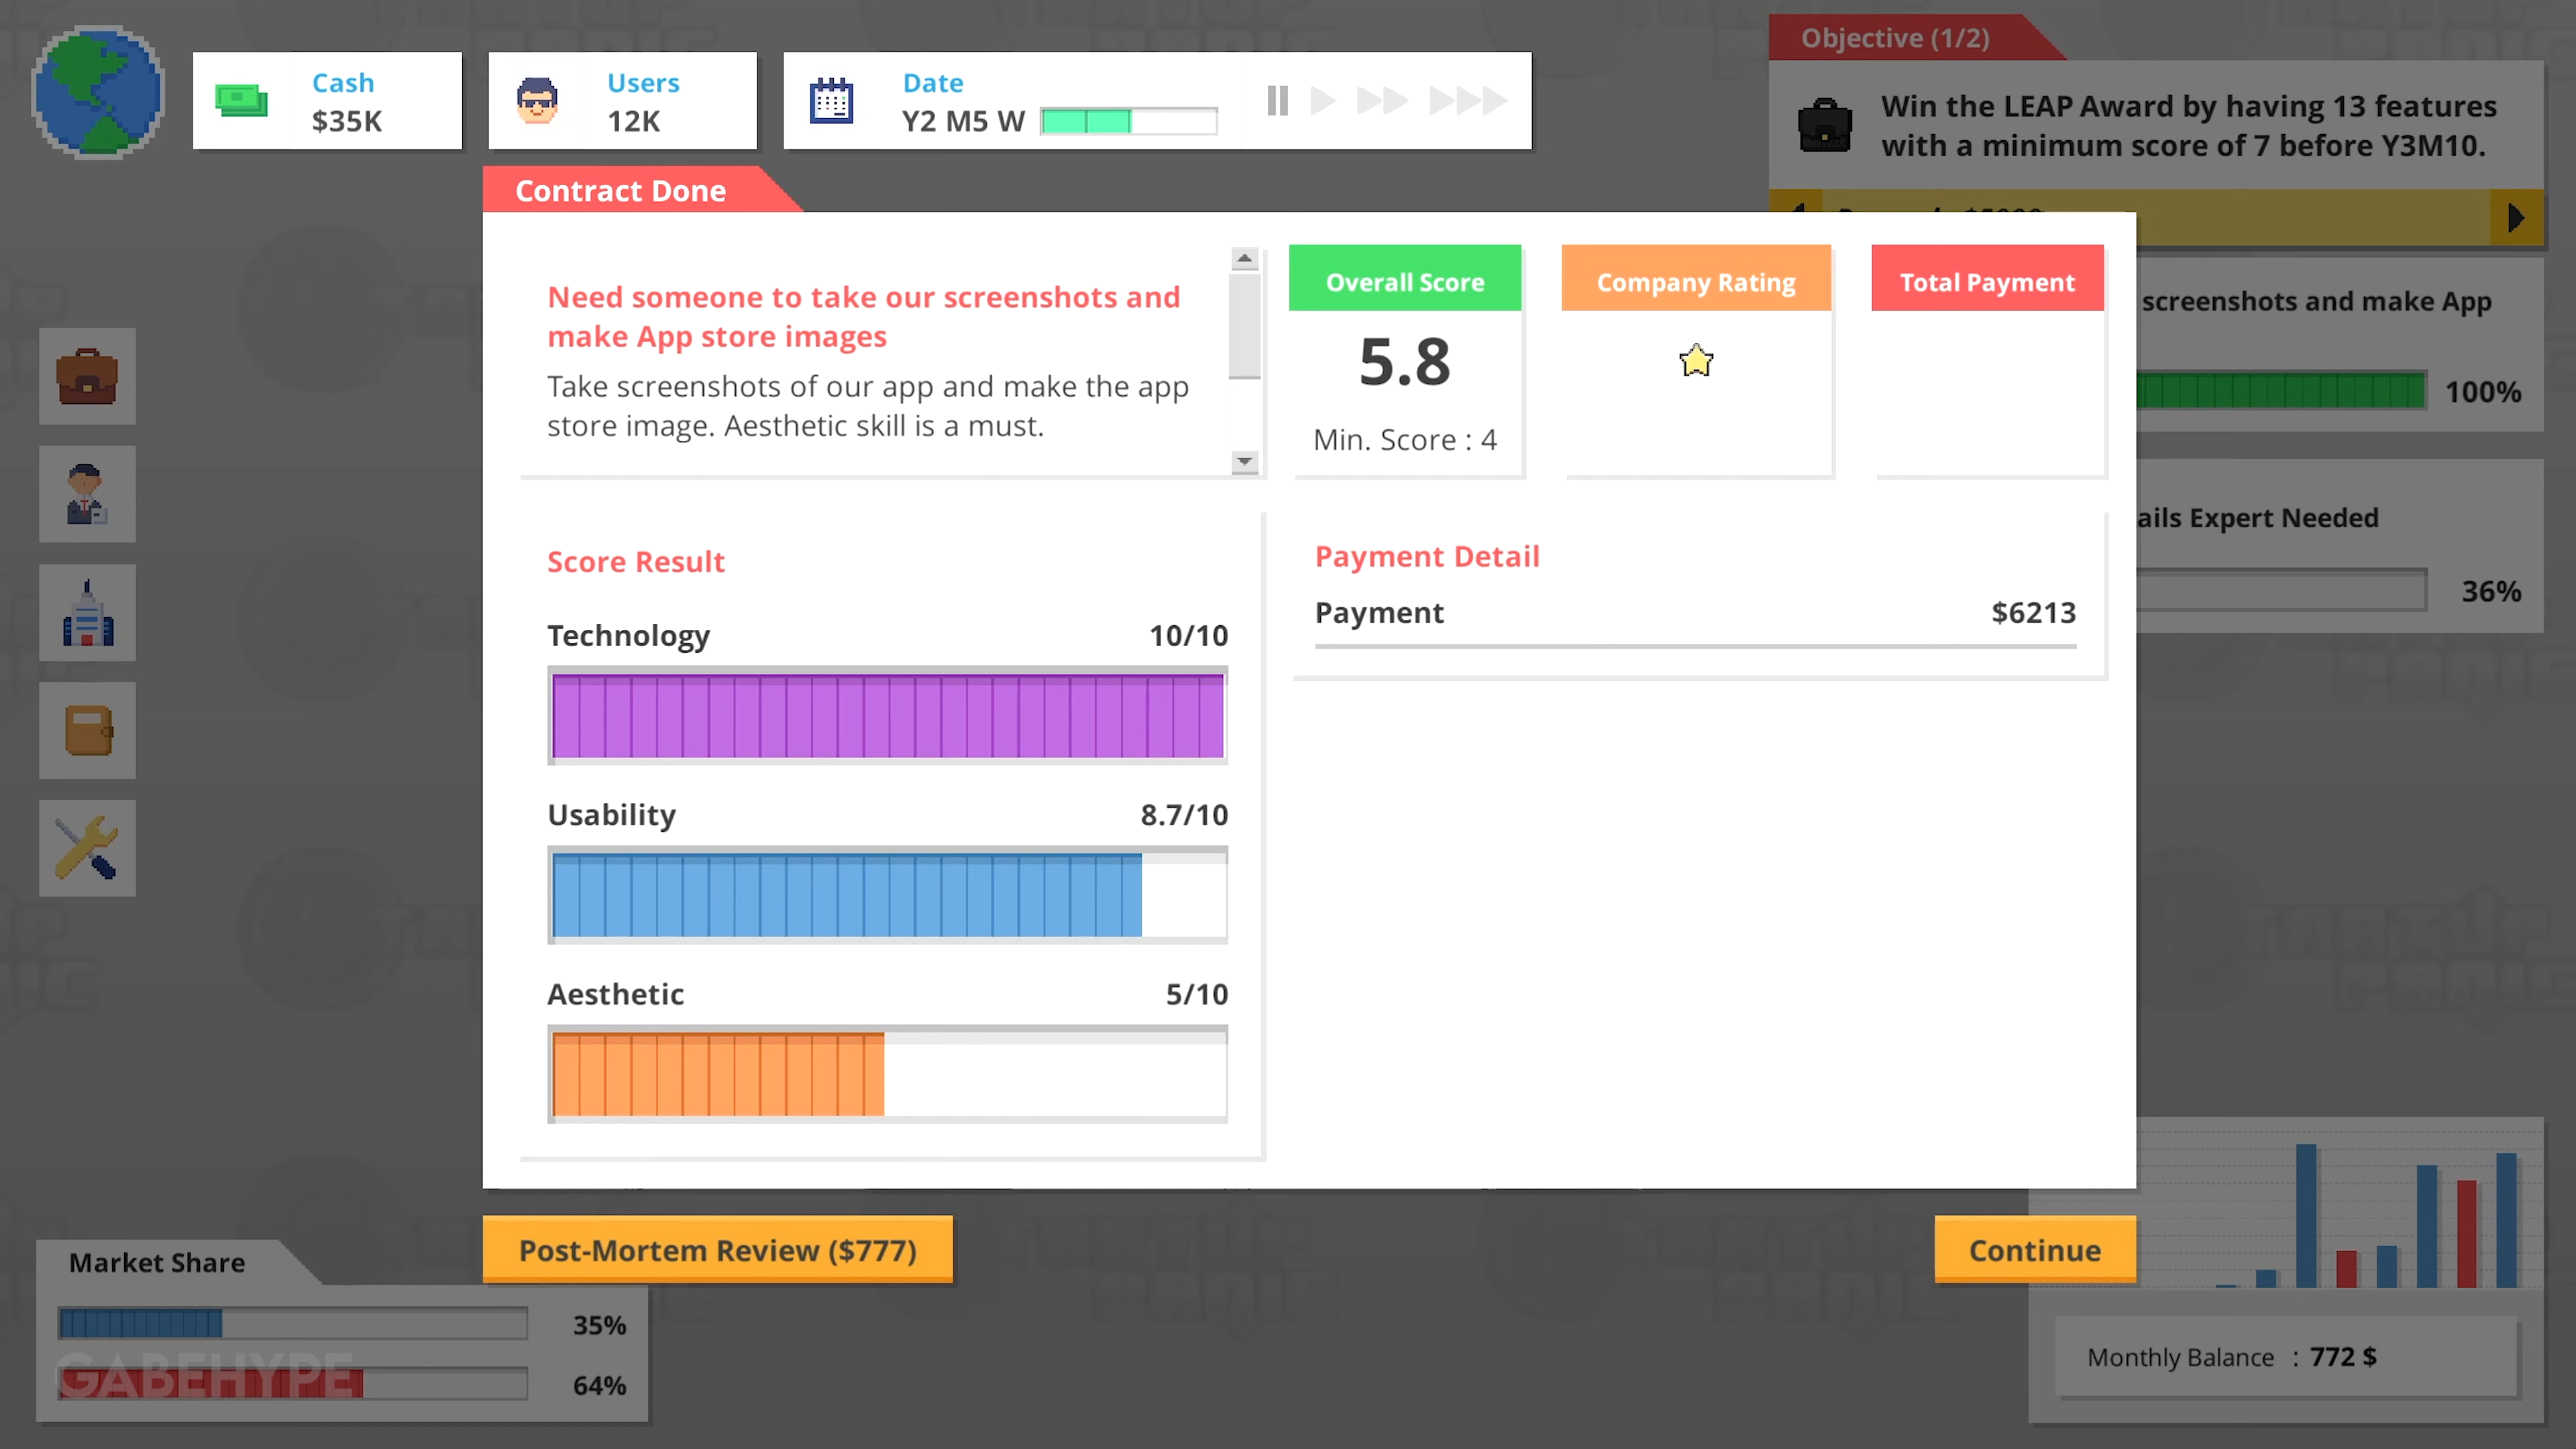 Cash
$35K
Users
12K
Date
Y2 M5 W
Objective (1/2)
Win the LEAP Award by having 13 features
with a minimum score of 7 before Y3M10.
Contract Done
Need someone to take our screenshots and
make App store images
Take screenshots of our app and make the app
store image. Aesthetic skill is a must.
Overall Score
5.8
Min. Score : 4
Company Rating
Total Payment
screenshots and make App
100%
ails Expert Needed
36%
Score Result
Technology 10/10
Usability 8.7/10
Aesthetic 5/10
Payment Detail
Payment $6213
Post-Mortem Review ($777)
Continue
Market Share
35%
64%
GABEHYPE
Monthly Balance : 772 $